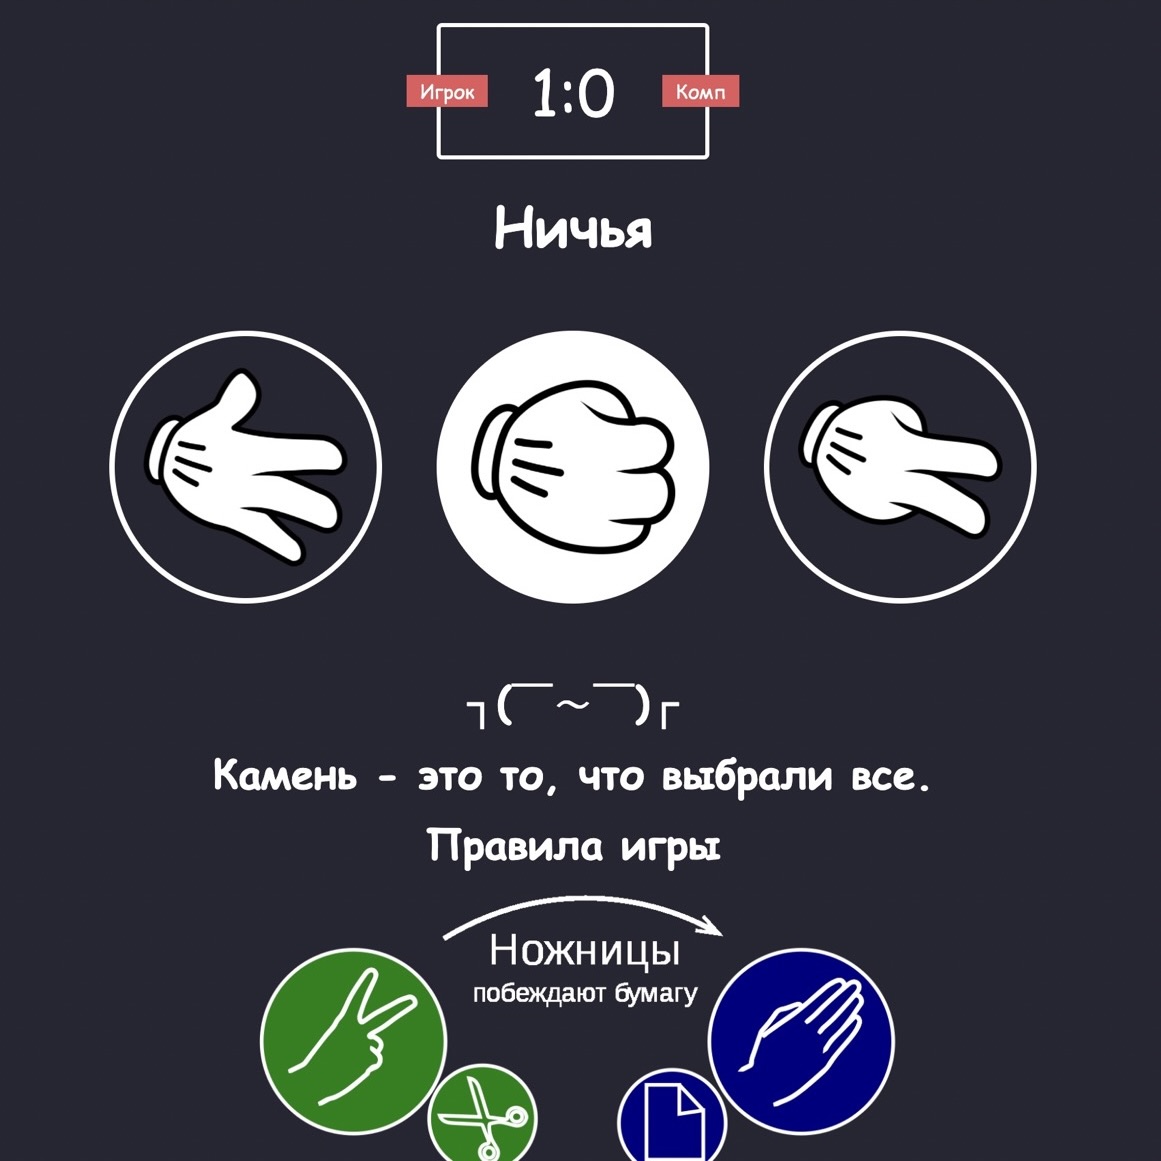 Игрок 1:0 Комп
Ничья
┐(￣～￣)┌
Камень - это то, что выбрали все.
Правила игры
Ножницы
побеждают бумагу